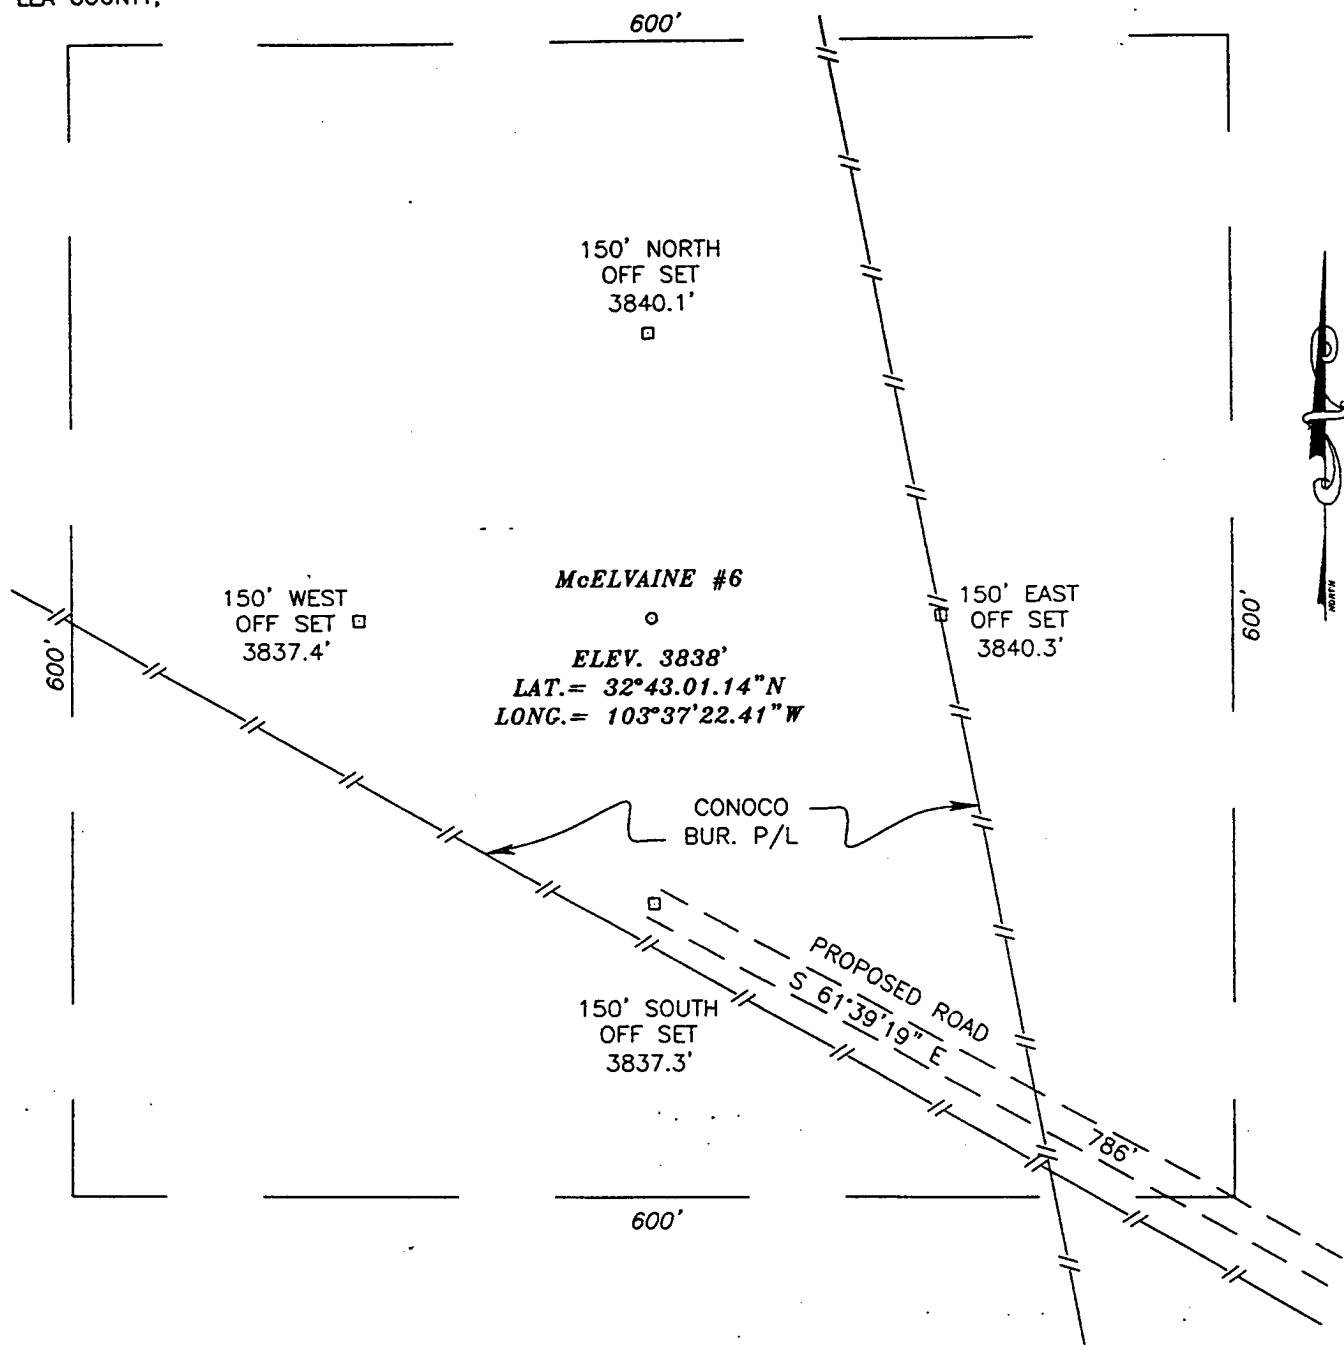 600'
150' NORTH
OFF SET
3840.1'
McELVAINE #6
ELEV. 3838'
LAT.= 32°43.01.14"N
LONG.= 103°37'22.41"W
150' WEST
OFF SET
3837.4'
150' EAST
OFF SET
3840.3'
600'
600'
NORTH
CONOCO
BUR. P/L
PROPOSED ROAD
S 61°39'19" E
786'
150' SOUTH
OFF SET
3837.3'
600'